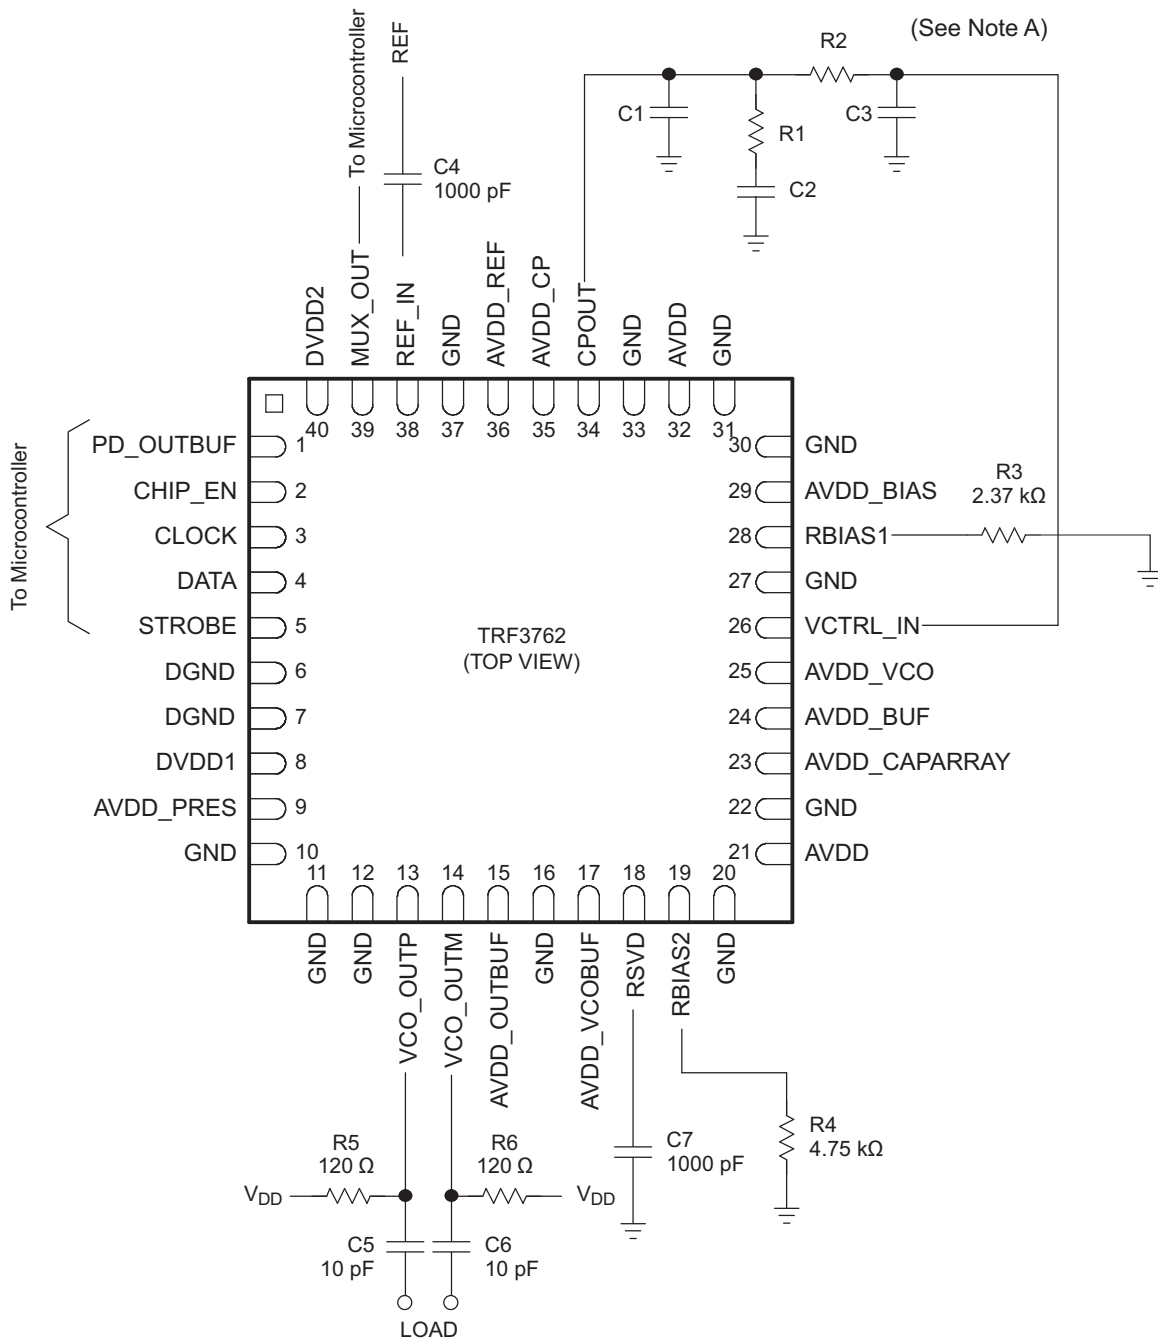 (See Note A)
R2
C1
R1
C3
C2
REF
To Microcontroller
C4
1000 pF
DVDD2
MUX_OUT
REF_IN
GND
AVDD_REF
AVDD_CP
CPOUT
GND
AVDD
GND
40
39
38
37
36
35
34
33
32
31
To Microcontroller
PD_OUTBUF
1
CHIP_EN
2
CLOCK
3
DATA
4
STROBE
5
DGND
6
DGND
7
DVDD1
8
AVDD_PRES
9
GND
10
TRF3762
(TOP VIEW)
30
GND
29
AVDD_BIAS
28
RBIAS1
27
GND
26
VCTRL_IN
25
AVDD_VCO
24
AVDD_BUF
23
AVDD_CAPARRAY
22
GND
21
AVDD
R3
2.37 kΩ
11
12
13
14
15
16
17
18
19
20
GND
GND
VCO_OUTP
VCO_OUTM
AVDD_OUTBUF
GND
AVDD_VCOBUF
RSVD
RBIAS2
GND
R5
120 Ω
R6
120 Ω
C7
1000 pF
R4
4.75 kΩ
VDD
VDD
C5
10 pF
C6
10 pF
LOAD